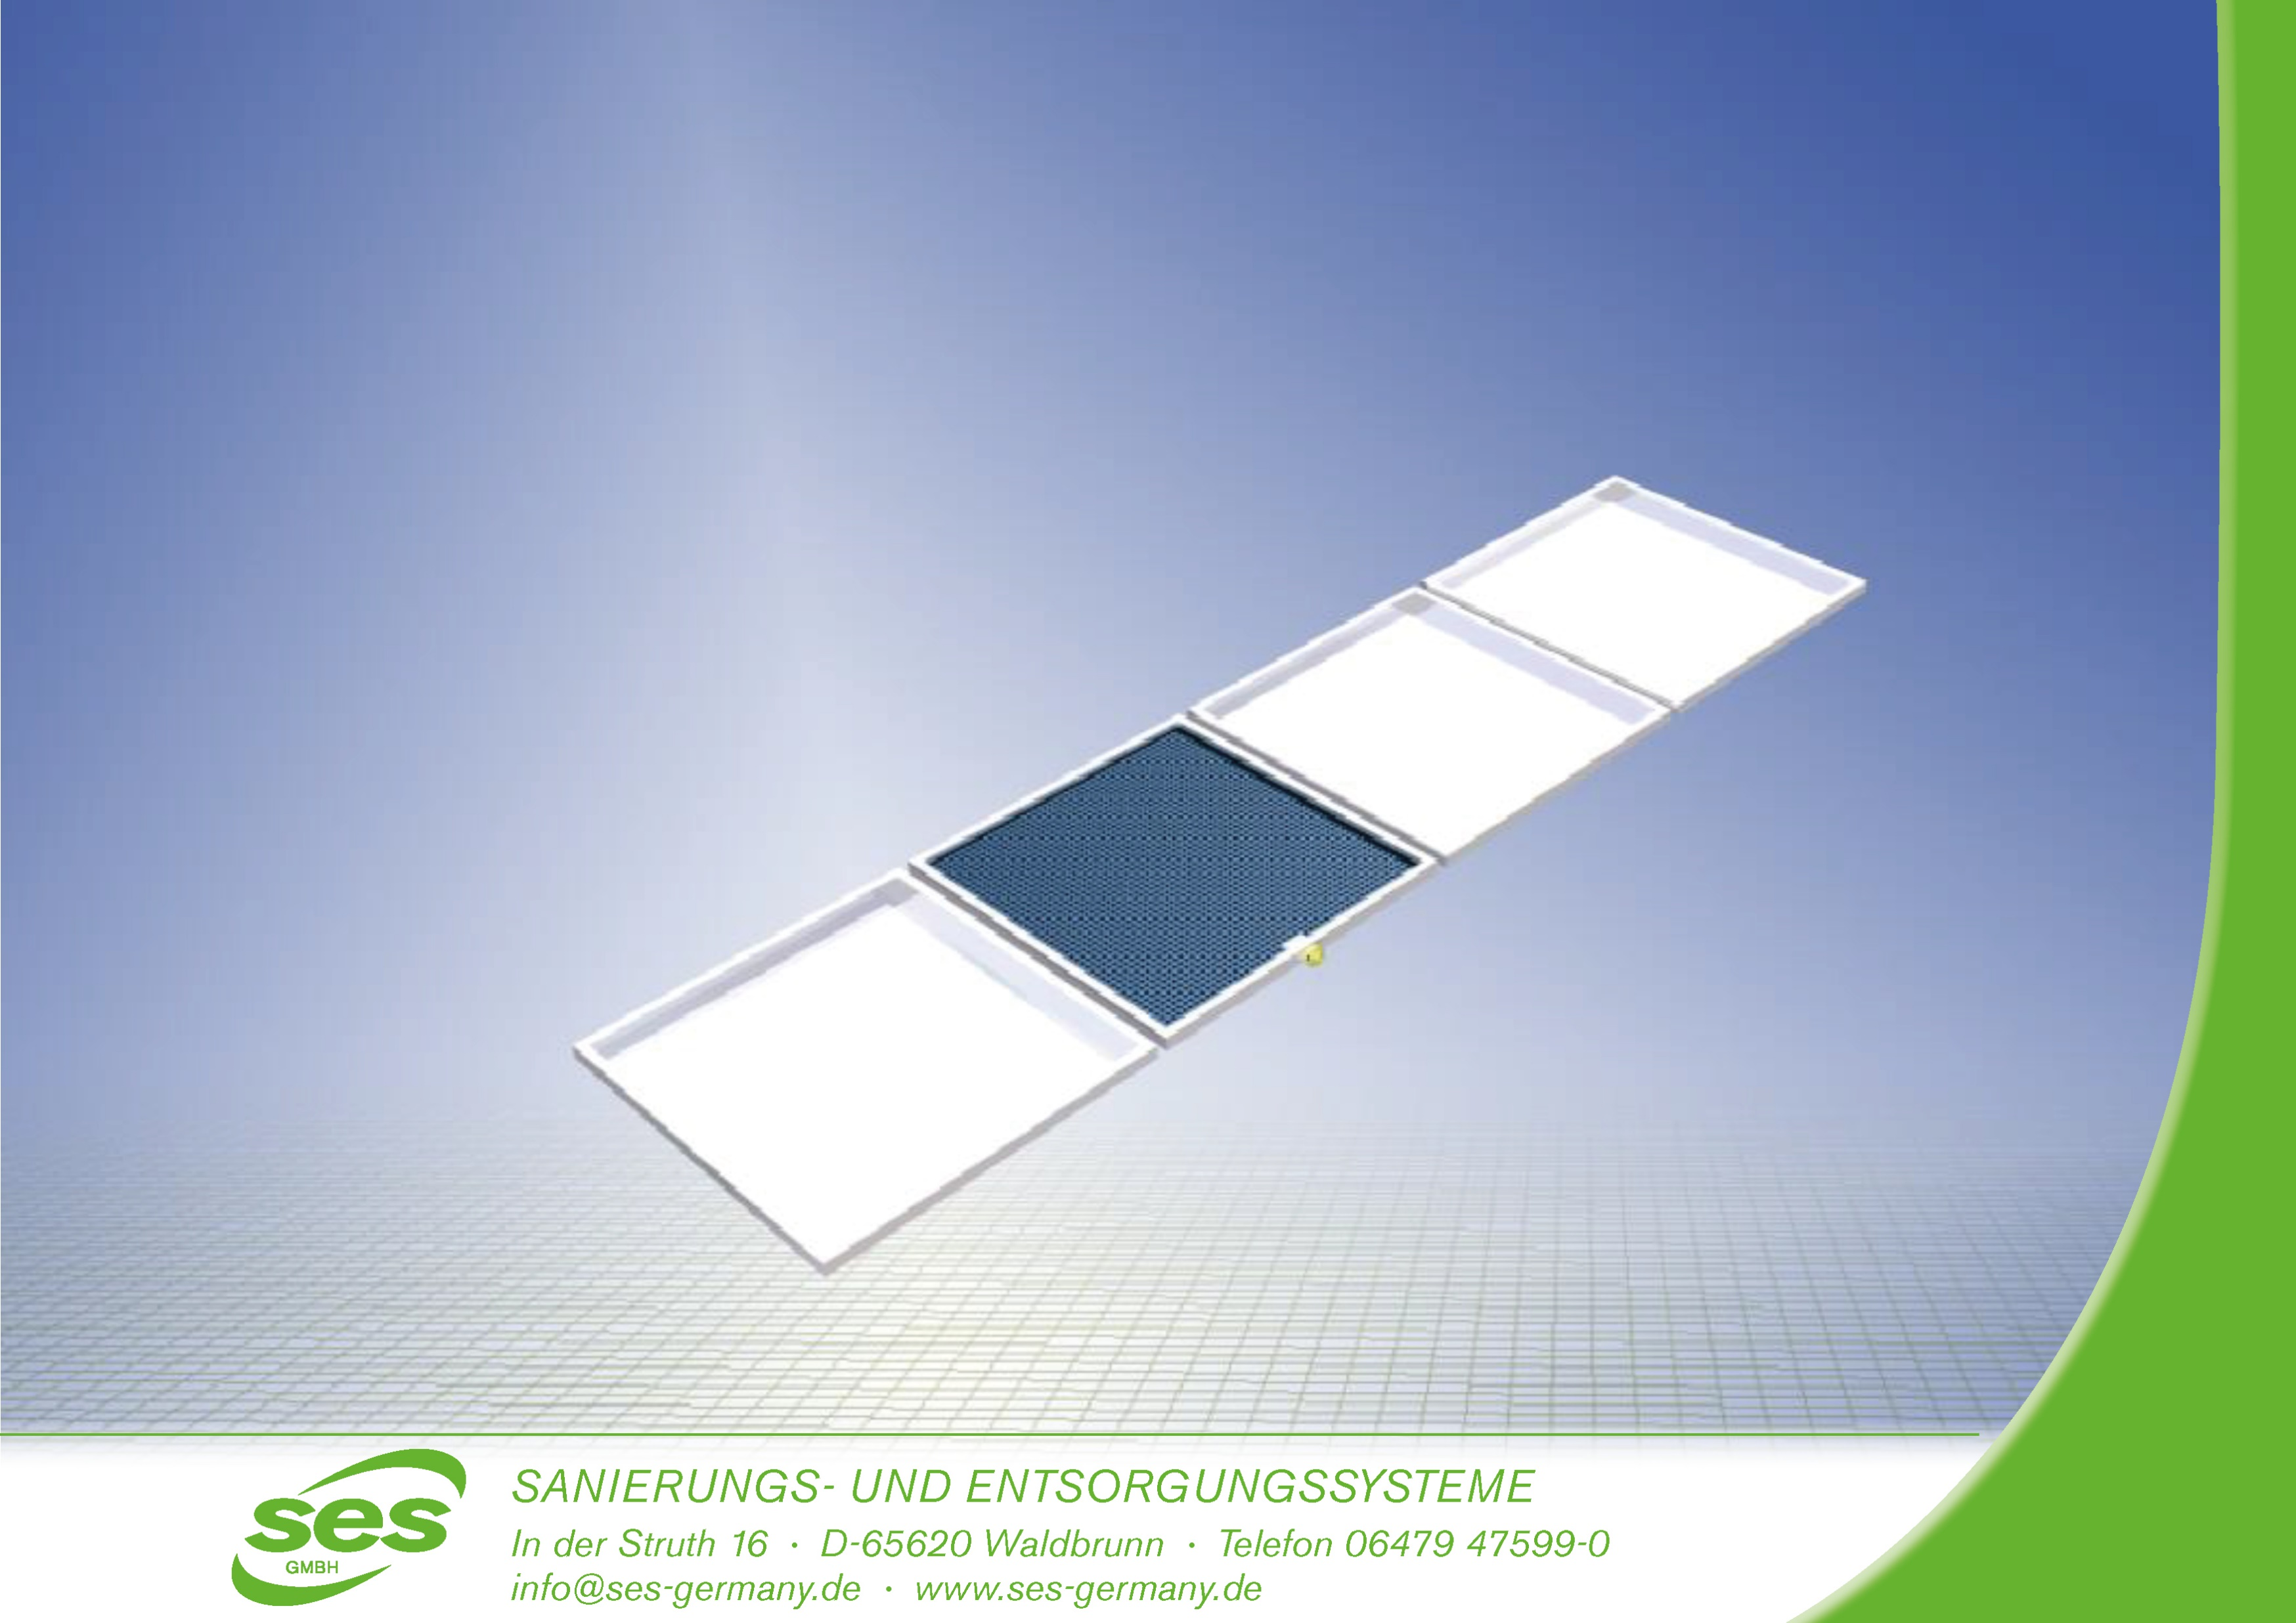 ses
GMBH
SANIERUNGS- UND ENTSORGUNGSSYSTEME
In der Struth 16 · D-65620 Waldbrunn · Telefon 06479 47599-0
info@ses-germany.de · www.ses-germany.de